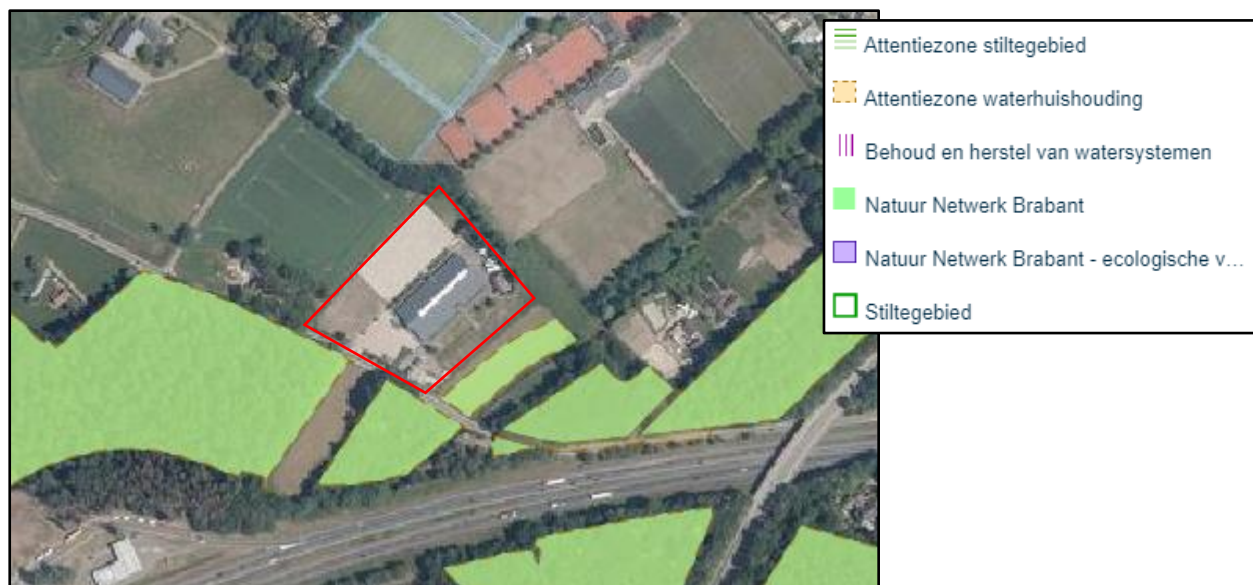 Attentiezone stiltegebied
Attentiezone waterhuishouding
Behoud en herstel van watersystemen
Natuur Netwerk Brabant
Natuur Netwerk Brabant - ecologische v...
Stiltegebied